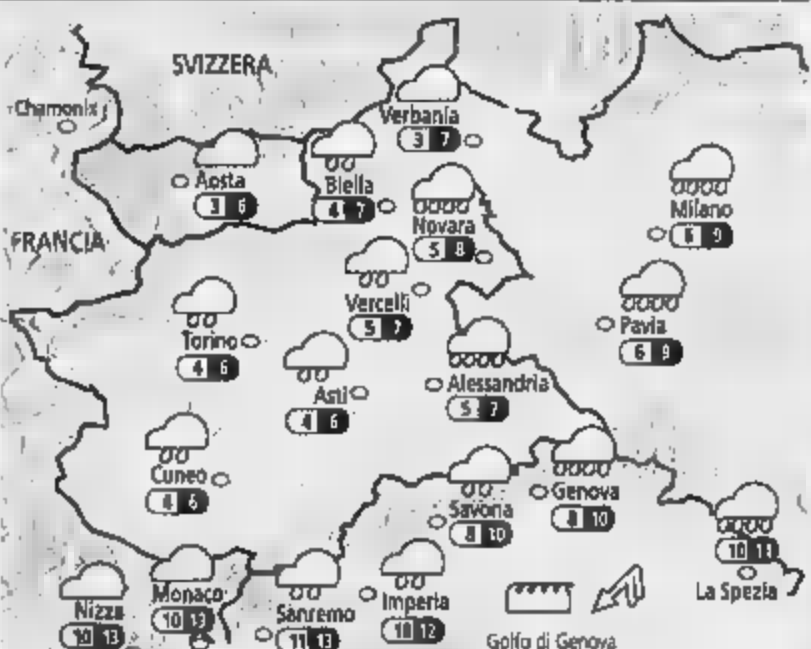 SVIZZERA
Chamonix
Verbania
3 7
Aosta
3 6
Biella
4 7
Novara
5 8
Milano
6 9
FRANCIA
Vercelli
5 7
Torino
4 6
Pavia
6 9
Asti
4 6
Alessandria
5 7
Cuneo
4 6
Savona
8 10
Genova
8 10
10 13
La Spezia
Nizza
10 13
Monaco
10 13
Sanremo
11 13
Imperia
10 12
Golfo di Genova